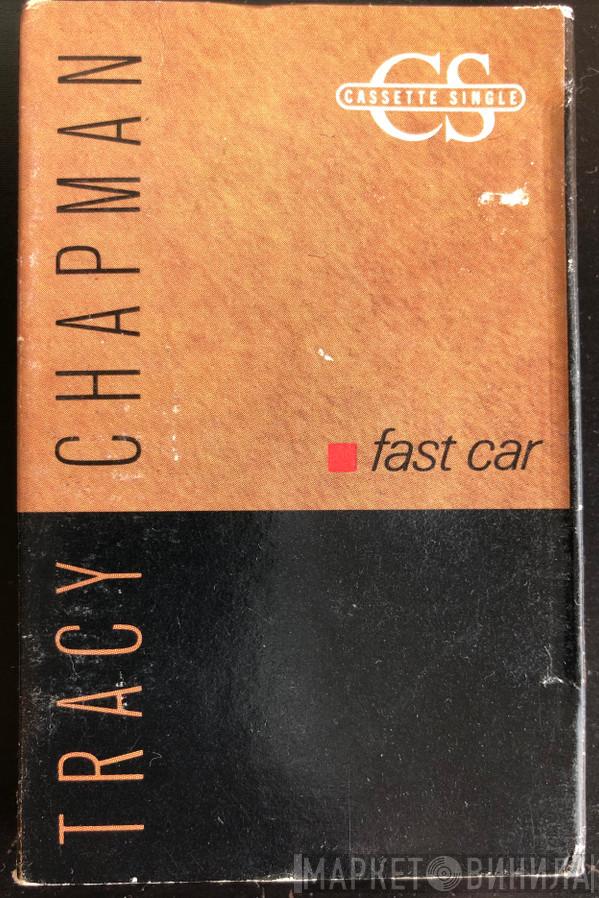 CS
CASSETTE SINGLE
TRACY CHAPMAN
fast car
МАРКЕТ ВИНИЛА